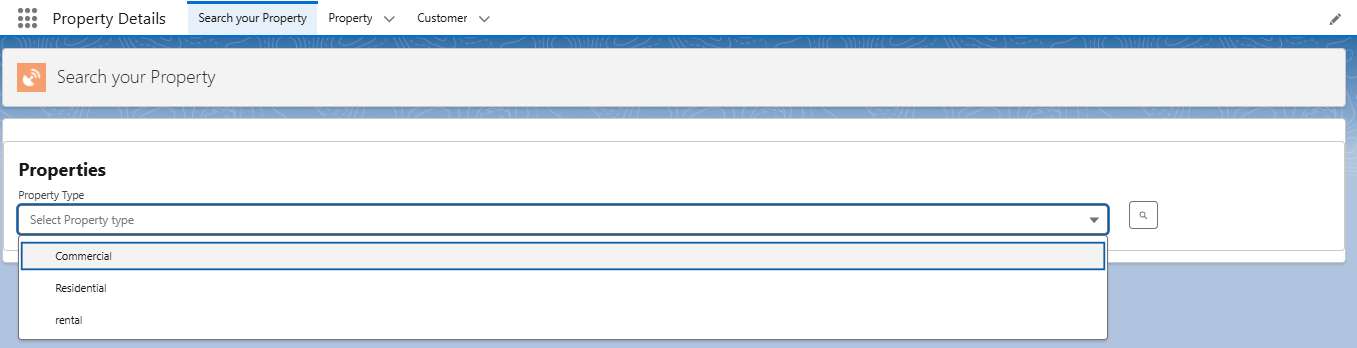 Property Details
Search your Property
Property
Customer
Search your Property
Properties
Property Type
Select Property type
Commercial
Residential
rental